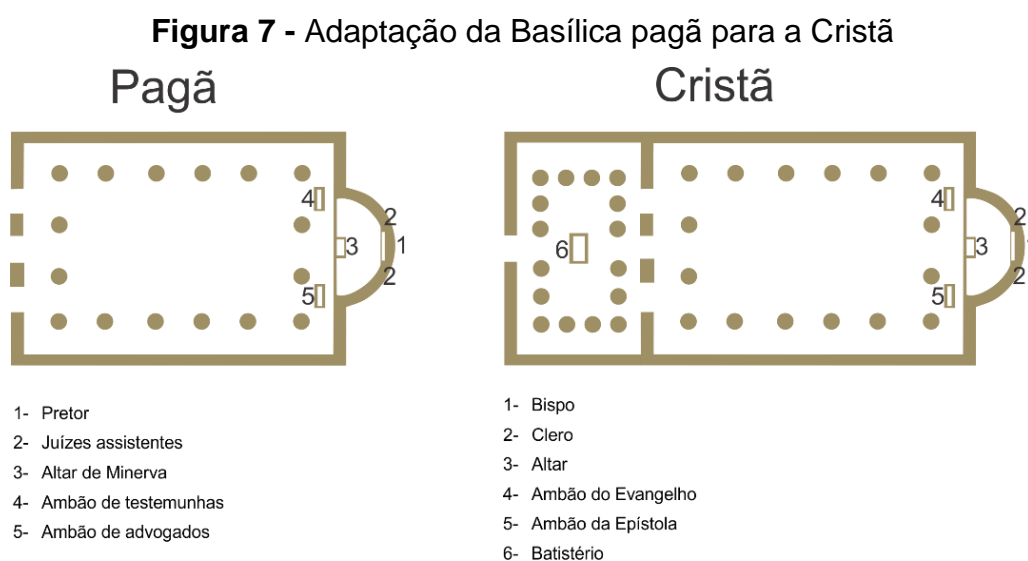 Figura 7 - Adaptação da Basílica pagã para a Cristã
Pagã
4
2
3
1
2
5
1- Pretor
2- Juízes assistentes
3- Altar de Minerva
4- Ambão de testemunhas
5- Ambão de advogados
Cristã
4
2
6
3
2
5
1- Bispo
2- Clero
3- Altar
4- Ambão do Evangelho
5- Ambão da Epístola
6- Batistério